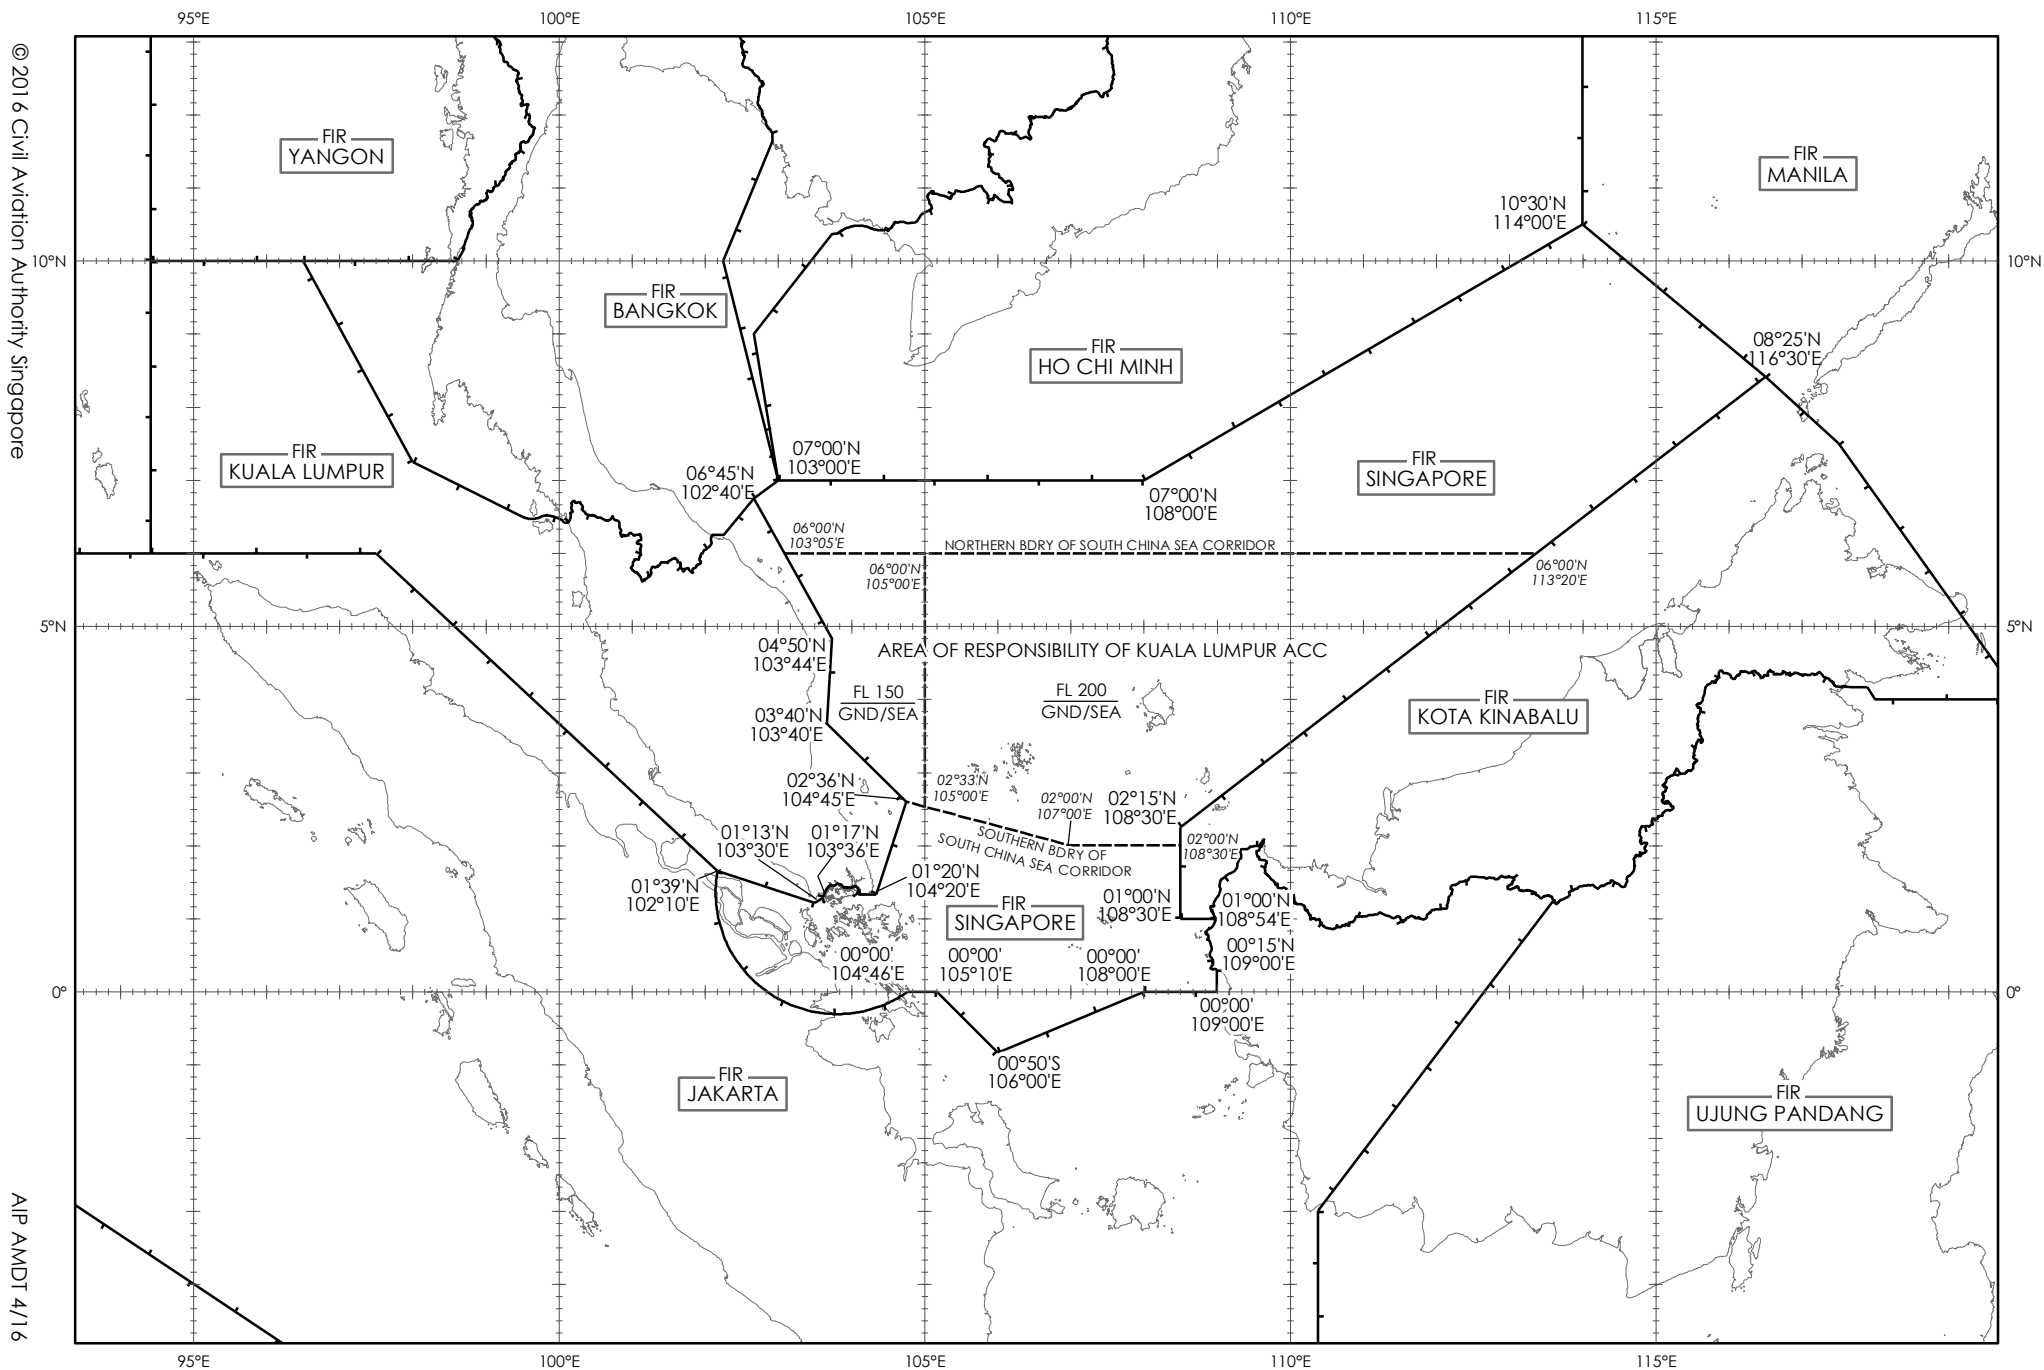 95°E
100°E
105°E
110°E
115°E
© 2016 Civil Aviation Authority Singapore
FIR
YANGON
FIR
MANILA
10°30'N
114°00'E
10°N
10°N
FIR
BANGKOK
FIR
HO CHI MINH
08°25'N
116°30'E
FIR
KUALA LUMPUR
07°00'N
103°00'E
06°45'N
102°40'E
FIR
SINGAPORE
07°00'N
108°00'E
06°00'N
103°05'E
NORTHERN BDRY OF SOUTH CHINA SEA CORRIDOR
06°00'N
105°00'E
06°00'N
113°20'E
5°N
5°N
04°50'N
103°44'E
AREA OF RESPONSIBILITY OF KUALA LUMPUR ACC
FL 150
GND/SEA
FL 200
GND/SEA
FIR
KOTA KINABALU
03°40'N
103°40'E
02°36'N
104°45'E
02°33'N
105°00'E
02°00'N
107°00'E
02°15'N
108°30'E
01°13'N
103°30'E
01°17'N
103°36'E
SOUTHERN BDRY OF
SOUTH CHINA SEA CORRIDOR
02°00'N
108°30'E
01°39'N
102°10'E
01°20'N
104°20'E
FIR
SINGAPORE
01°00'N
108°30'E
01°00'N
108°54'E
00°00'
104°46'E
00°00'
105°10'E
00°00'
108°00'E
00°15'N
109°00'E
0°
0°
00°00'
109°00'E
00°50'S
106°00'E
FIR
JAKARTA
FIR
UJUNG PANDANG
AIP AMDT 4/16
95°E
100°E
105°E
110°E
115°E